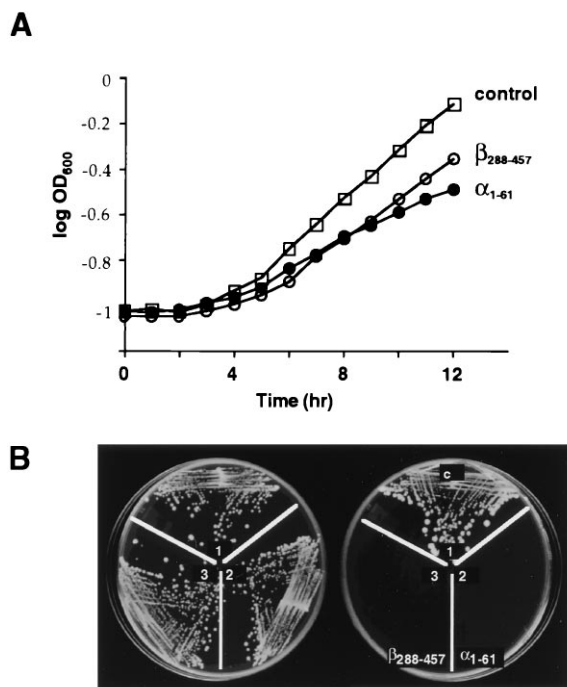 A
0
control
-0.2
β288-457
-0.4
α1-61
log OD600
-0.6
-0.8
-1
0 4 8 12
Time (hr)
B
c
1 1
3 2 3 2
β288-457 α1-61